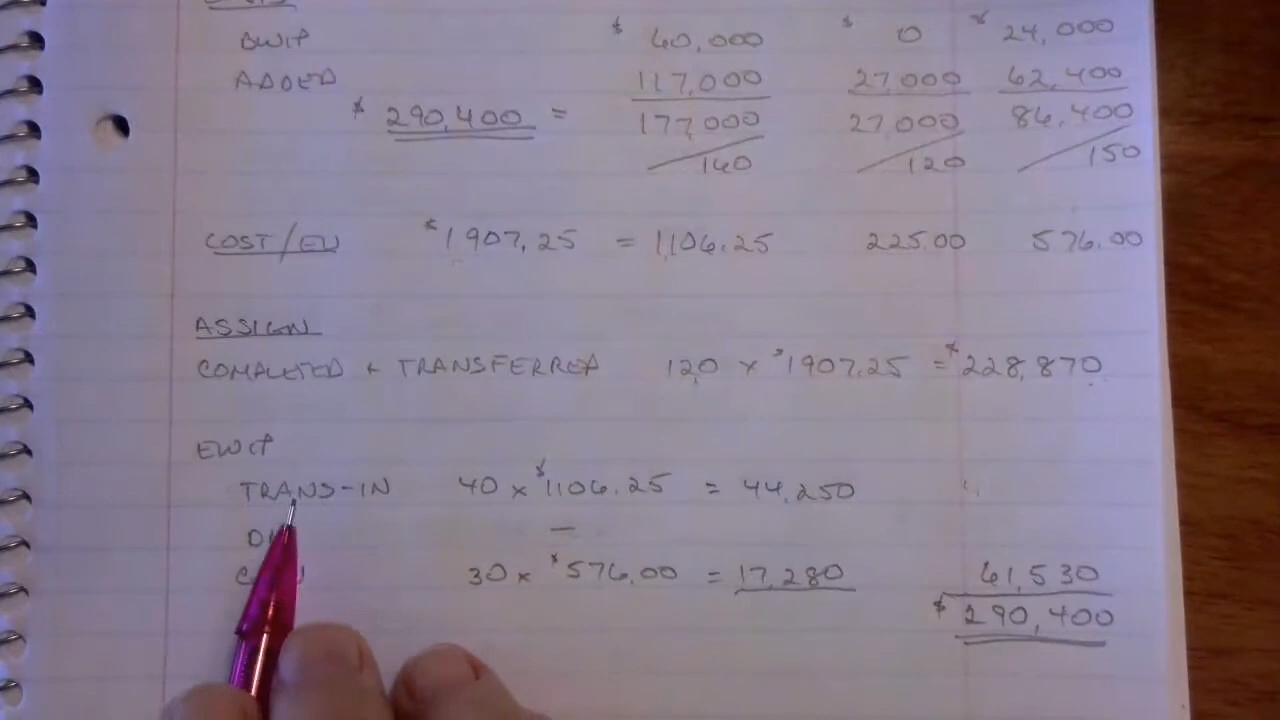 BWIP $ 60,000 $ 0 $ 24,000
ADDED 117,000 27,000 62,400
$ 290,400 = 177,000 27,000 86,400
/160 /120 /150
COST/EU $1907.25 = 1,106.25 225.00 576.00
ASSIGN
COMPLETED + TRANSFERRED 120 x $1907.25 = $228,870
EWIP
TRANS-IN 40 x $1106.25 = 44,250
—
30 x $576.00 = 17,280 61,530
$ 290,400